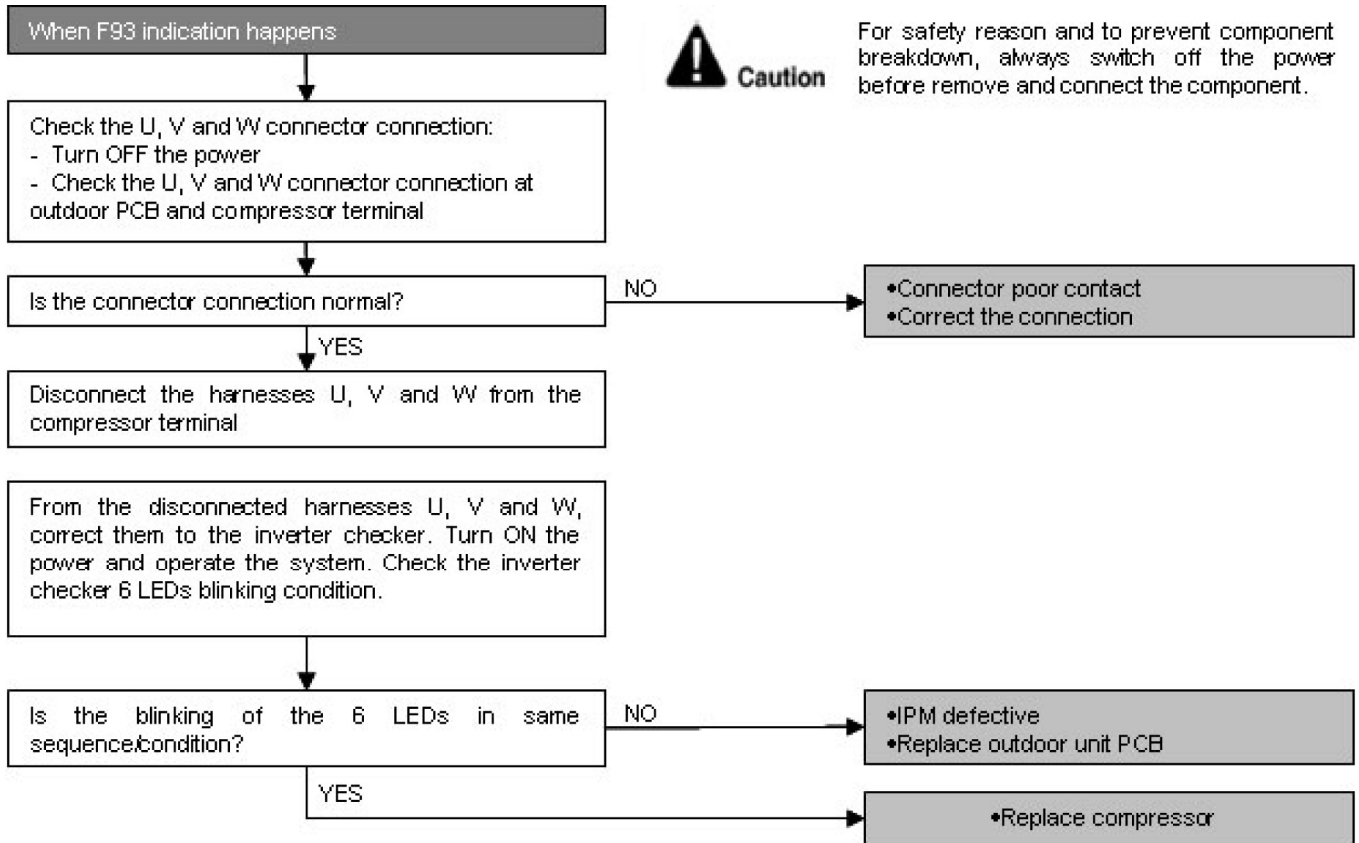 When F93 indication happens
Caution
For safety reason and to prevent component
breakdown, always switch off the power
before remove and connect the component.
Check the U, V and W connector connection:
- Turn OFF the power
- Check the U, V and W connector connection at
outdoor PCB and compressor terminal
Is the connector connection normal?
NO
•Connector poor contact
•Correct the connection
YES
Disconnect the harnesses U, V and W from the
compressor terminal
From the disconnected harnesses U, V and W,
correct them to the inverter checker. Turn ON the
power and operate the system. Check the inverter
checker 6 LEDs blinking condition.
Is the blinking of the 6 LEDs in same
sequence/condition?
NO
•IPM defective
•Replace outdoor unit PCB
YES
•Replace compressor